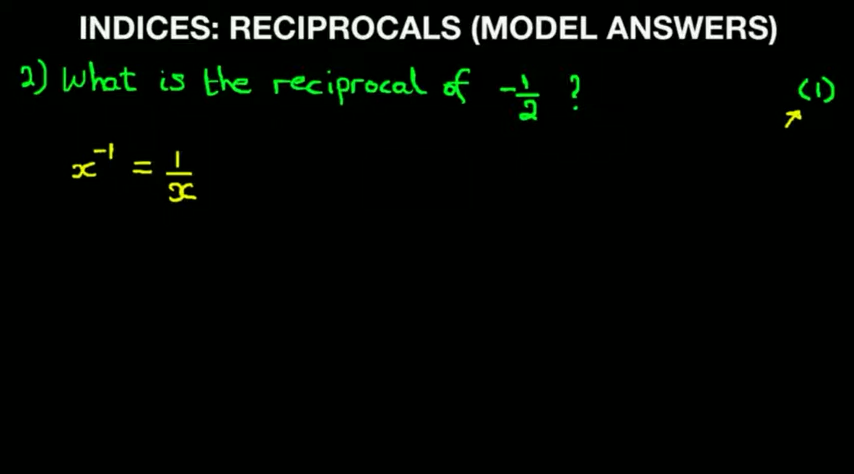 INDICES: RECIPROCALS (MODEL ANSWERS)
2) What is the reciprocal of -1/2 ? (1)
x⁻¹ = 1/x